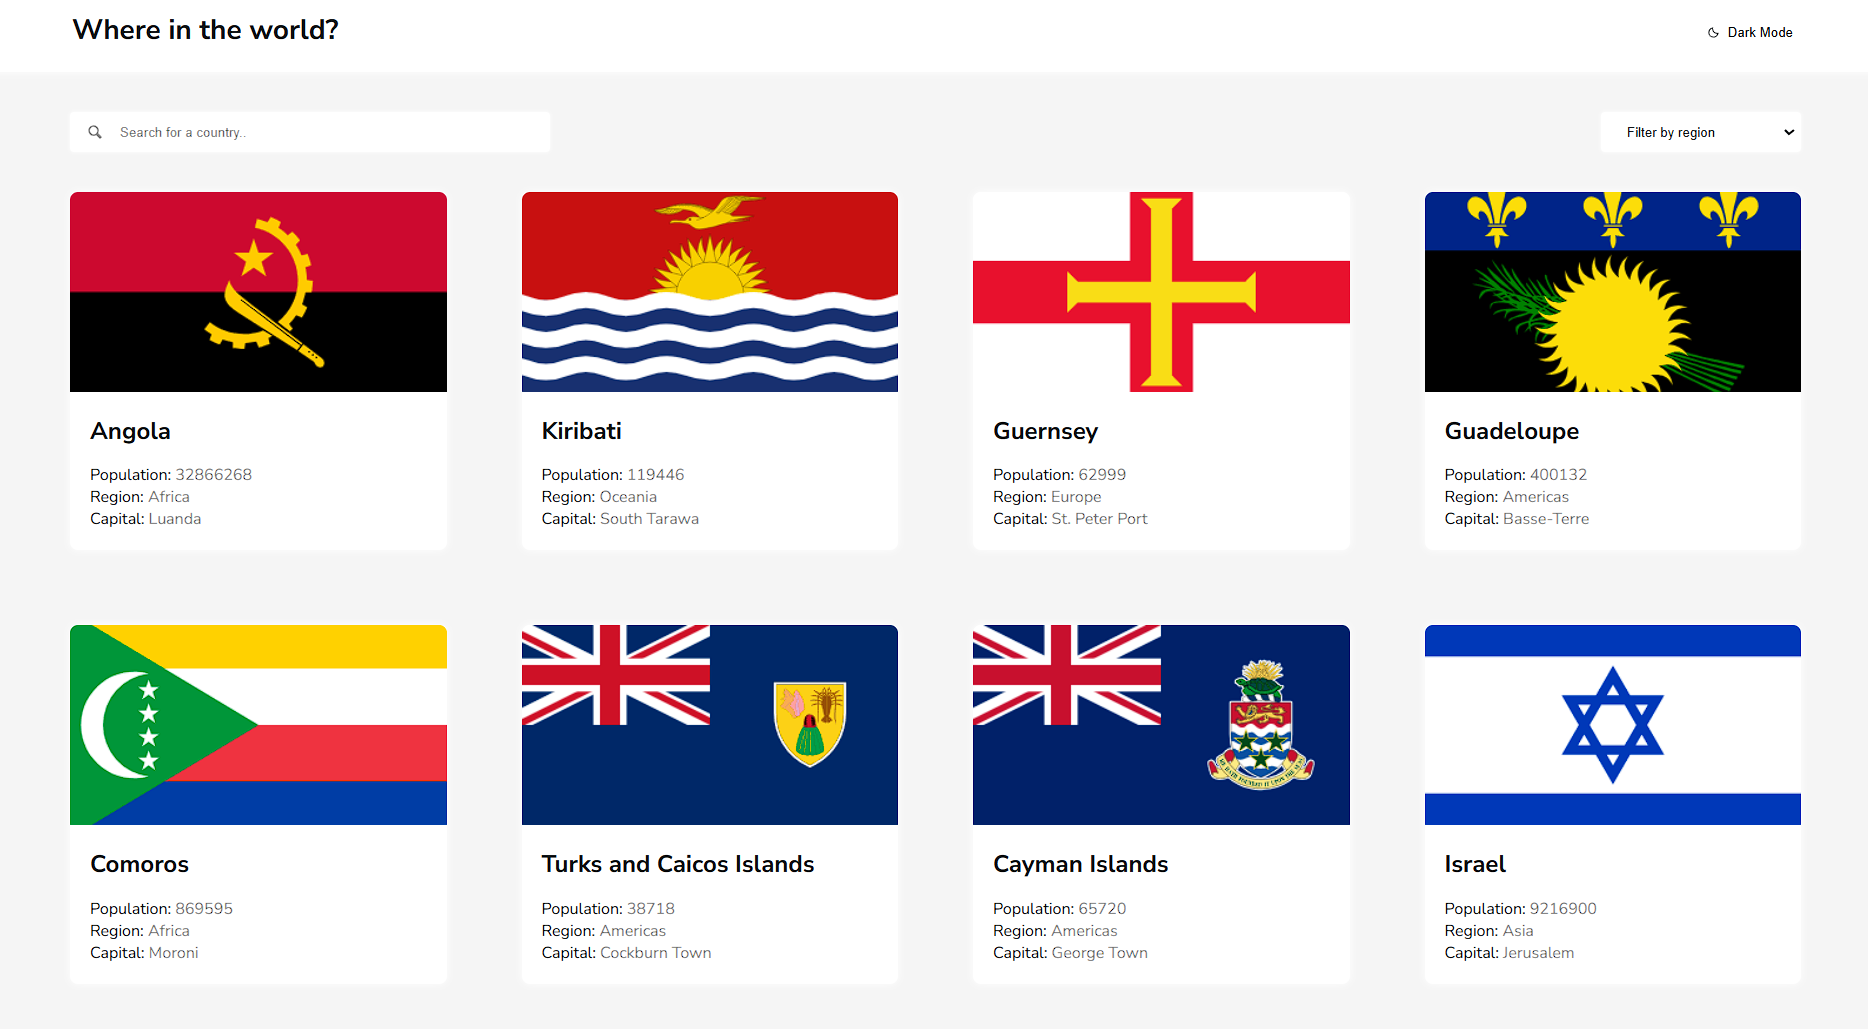 Where in the world?
Dark Mode
Search for a country..
Filter by region
Angola
Population: 32866268
Region: Africa
Capital: Luanda
Kiribati
Population: 119446
Region: Oceania
Capital: South Tarawa
Guernsey
Population: 62999
Region: Europe
Capital: St. Peter Port
Guadeloupe
Population: 400132
Region: Americas
Capital: Basse-Terre
Comoros
Population: 869595
Region: Africa
Capital: Moroni
Turks and Caicos Islands
Population: 38718
Region: Americas
Capital: Cockburn Town
Cayman Islands
Population: 65720
Region: Americas
Capital: George Town
Israel
Population: 9216900
Region: Asia
Capital: Jerusalem